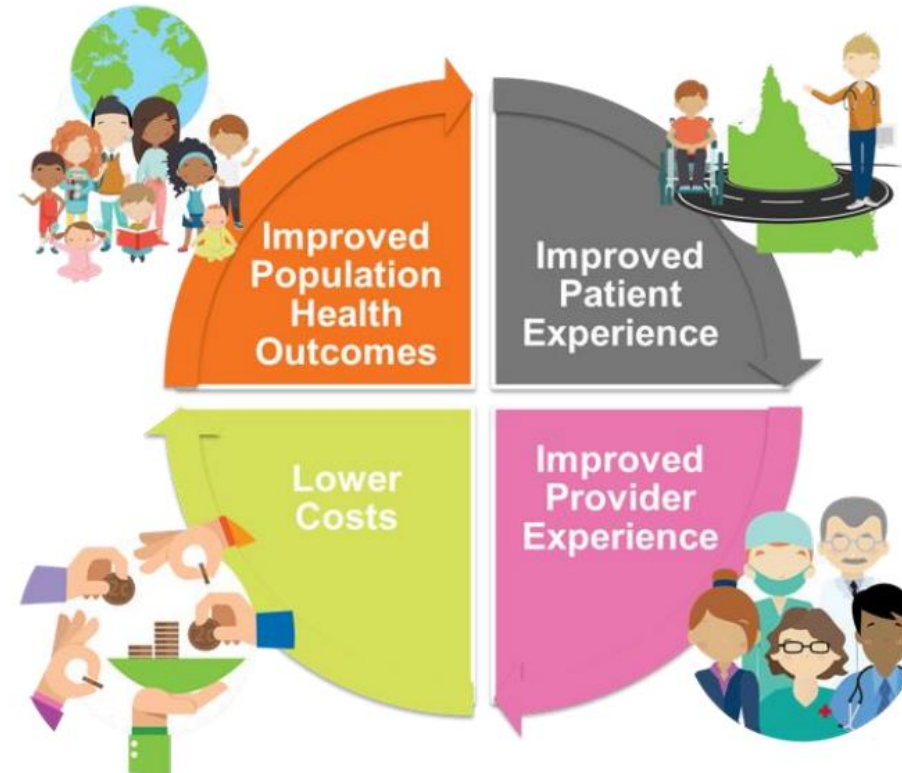 Improved
Population
Health
Outcomes
Improved
Patient
Experience
Lower
Costs
Improved
Provider
Experience